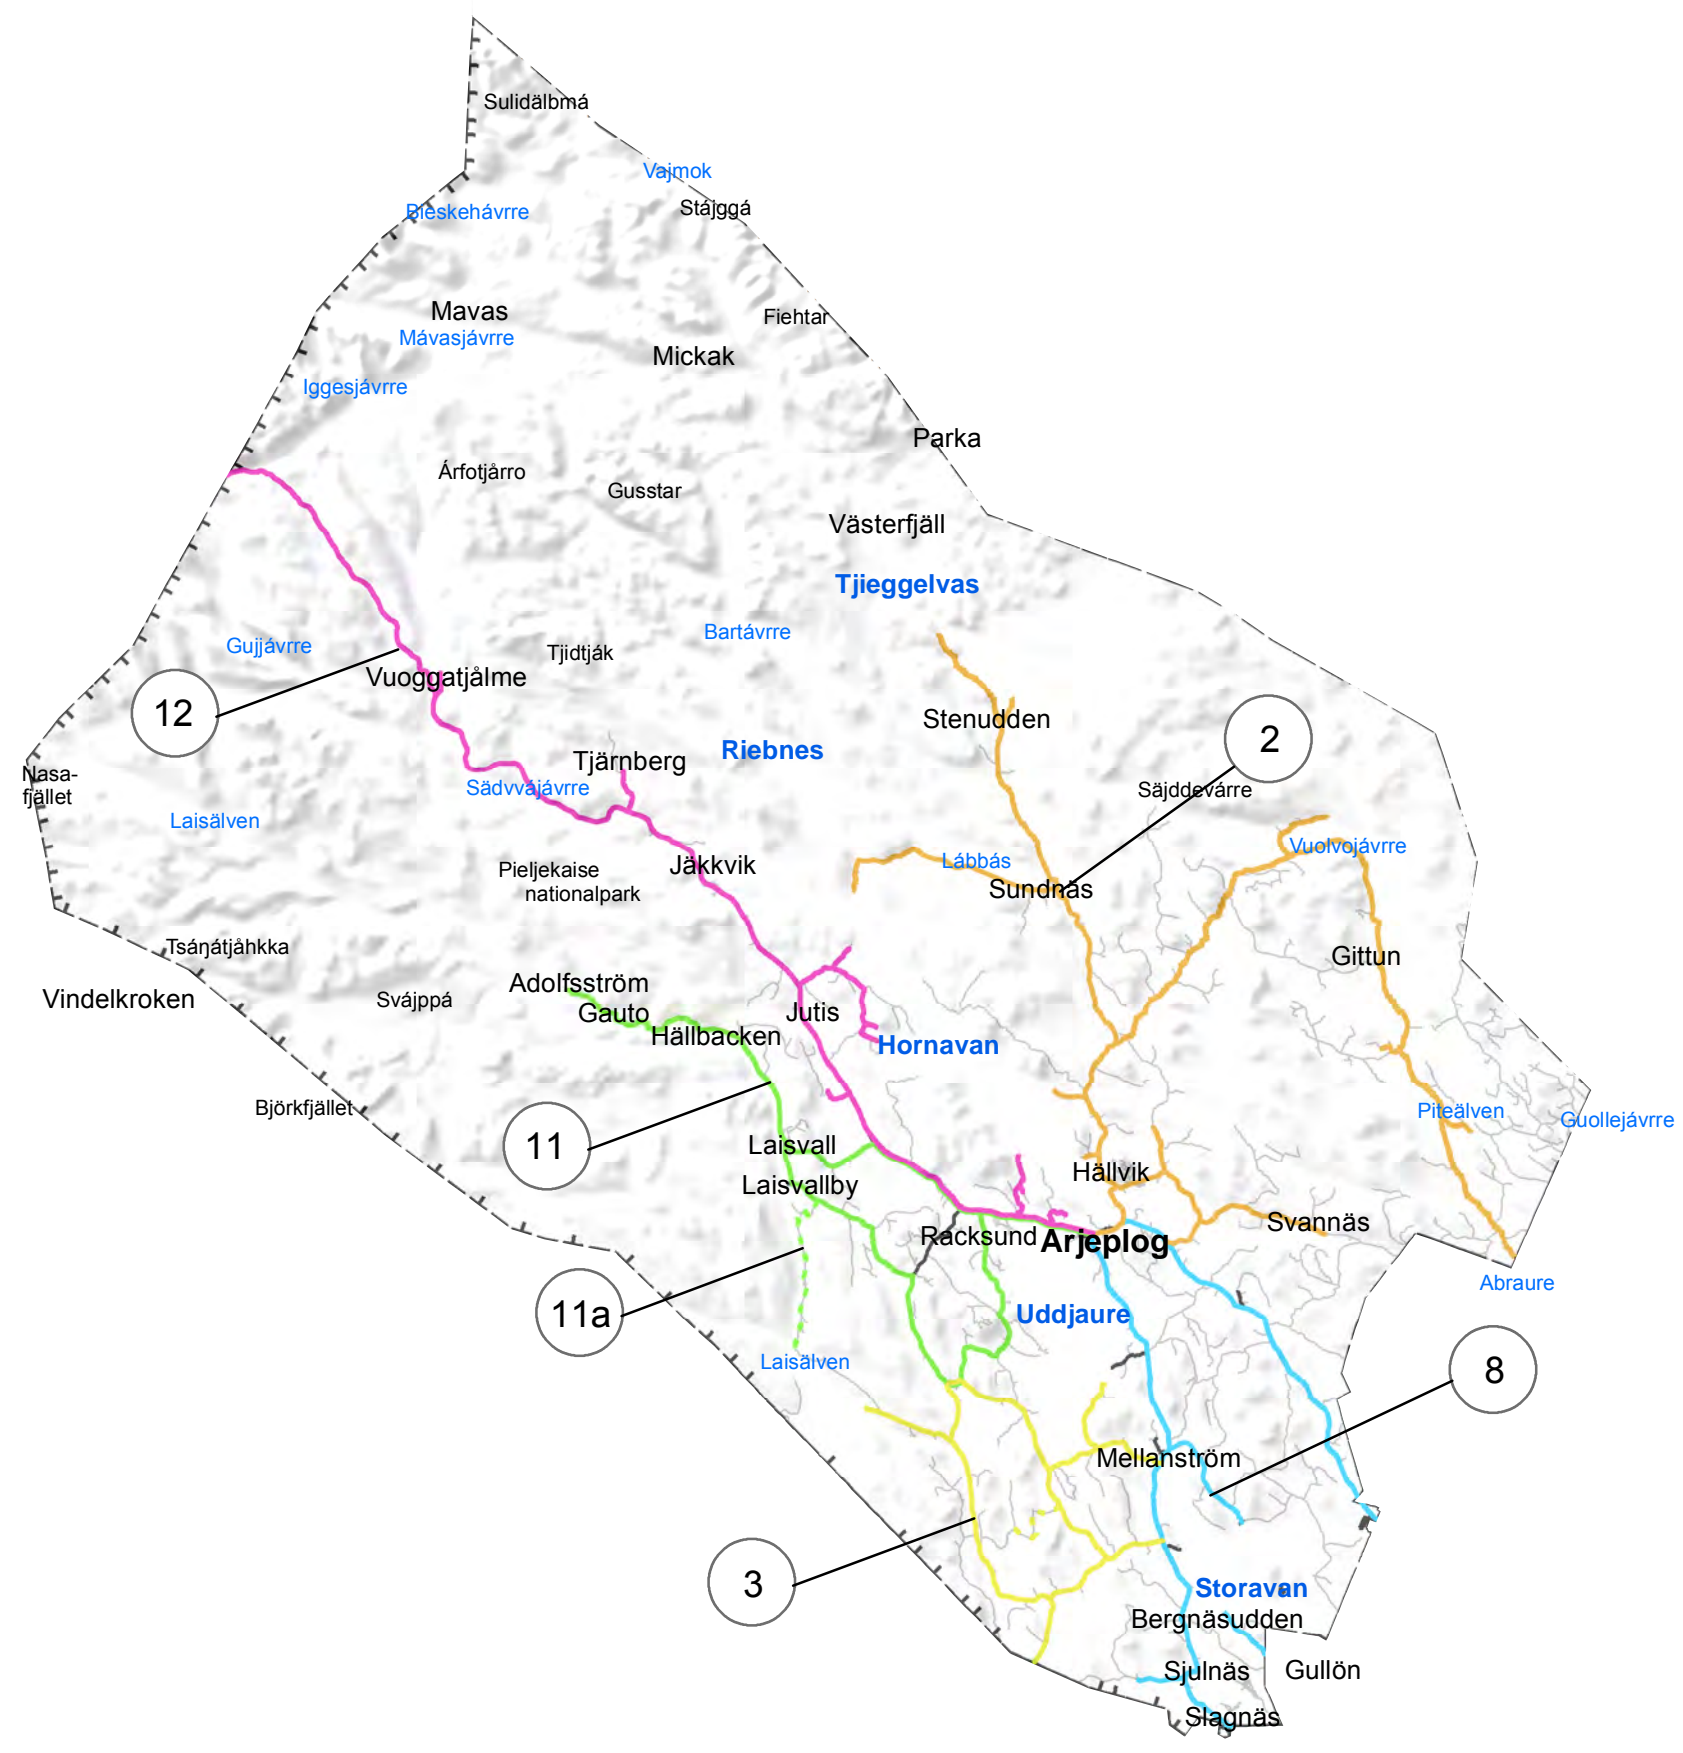 Sulidälbmá
Vajmok
Stájggá
Bieskehávrre
Mavas
Mávasjávrre
Fiehtar
Mickak
Iggesjávrre
Parka
Árfotjårro
Gusstar
Västerfjäll
Tjieggelvas
Bartávrre
Gujjávrre
Tjidtják
Vuoggatjålme
12
Stenudden
2
Riebnes
Tjärnberg
Nasa-
fjället
Sädvvájávrre
Säjddevárre
Laisälven
Vuolvojávrre
Lábbás
Jäkkvik
Pieljekaise
nationalpark
Sundnäs
Tsáŋátjåhkka
Gittun
Adolfsström
Vindelkroken
Svájppá
Gauto
Jutis
Hällbacken
Hornavan
Björkfjället
Piteälven
Guollejávrre
11
Laisvall
Hällvik
Laisvallby
Svannäs
Racksund
Arjeplog
Abraure
11a
Uddjaure
Laisälven
8
Mellanström
3
Storavan
Bergnäsudden
Sjulnäs
Gullön
Slagnäs